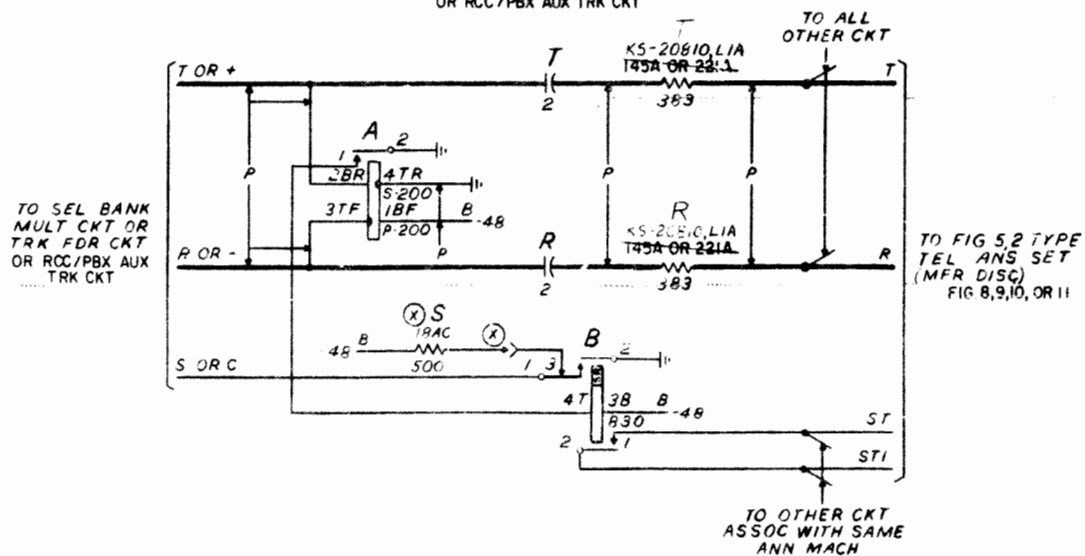 OR RCC/PBX AUX TRK CKT
TO ALL
OTHER CKT
T
KS-20810,L1A
145A OR 221A
T OR +
T
T
2
383
A
2
1
2BR
4TR
S-200
3TF
1BF
B
-48
P-200
P
P
P
P
TO SEL BANK
MULT CKT OR
TRK FDR CKT
OR RCC/PBX AUX
TRK CKT
R
KS-20810,L1A
145A OR 221A
R OR -
R
R
2
383
TO FIG 5,2 TYPE
TEL ANS SET
(MFR DISC)
FIG 8,9,10, OR 11
X S
18AC
X
B
2
-48 B
500
S OR C
1 3
SR
4T
3B
B
-48
830
ST
2
1
ST1
TO OTHER CKT
ASSOC WITH SAME
ANN MACH